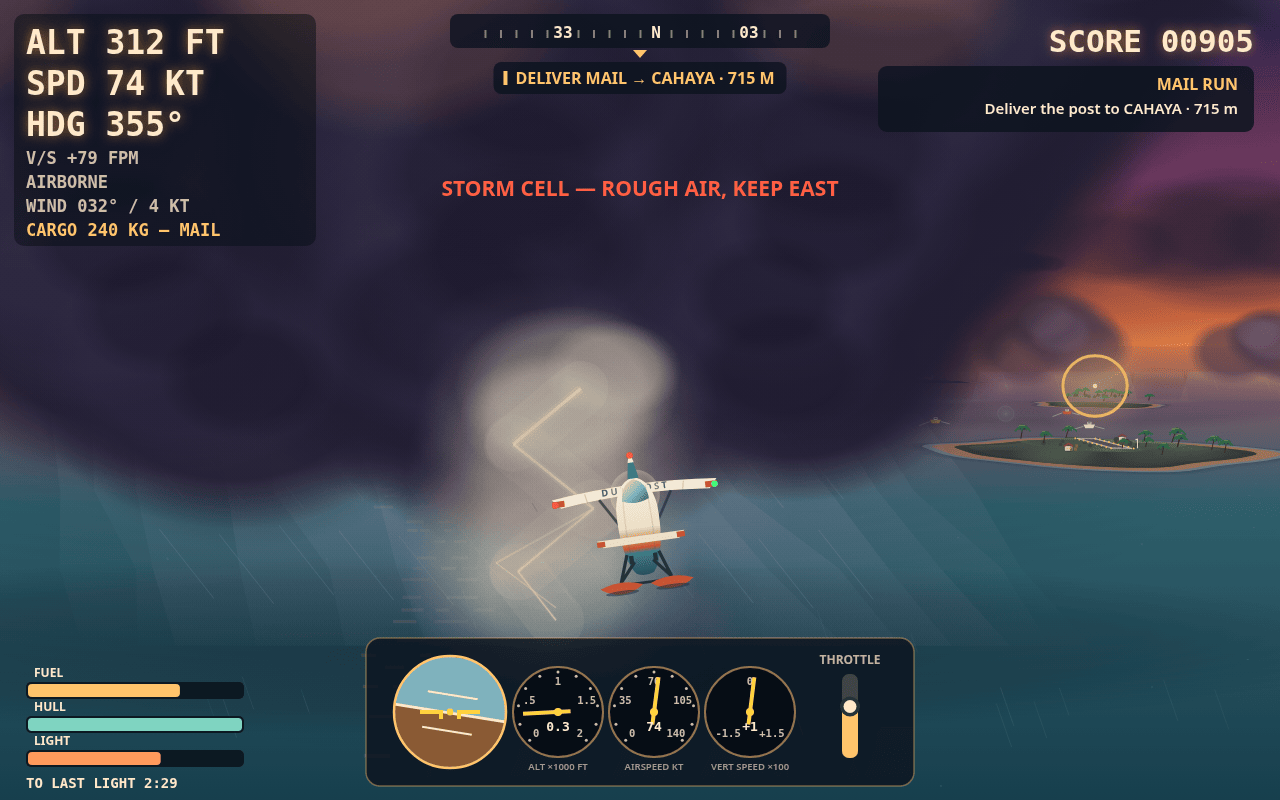 ALT 312 FT
SPD 74 KT
HDG 355°
V/S +79 FPM
AIRBORNE
WIND 032° / 4 KT
CARGO 240 KG — MAIL
33 N 03
DELIVER MAIL → CAHAYA · 715 M
SCORE 00905
MAIL RUN
Deliver the post to CAHAYA · 715 m
STORM CELL — ROUGH AIR, KEEP EAST
FUEL
HULL
LIGHT
TO LAST LIGHT 2:29
0 .5 1 1.5 2
0.3
ALT ×1000 FT
0 35 70 105 140
74
AIRSPEED KT
-1.5 0 +1.5
+1
VERT SPEED ×100
THROTTLE